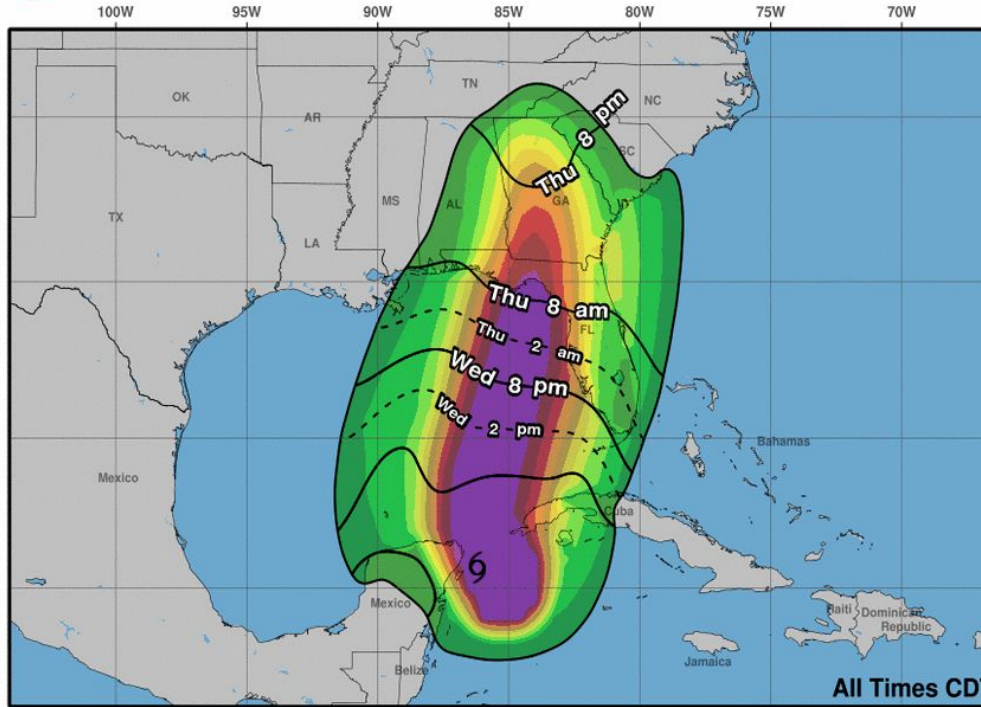 100W 95W 90W 85W 80W 75W 70W
TN
OK
NC
AR
Thu 8 pm
SC
MS
AL
GA
TX
LA
Thu 8 am
FL
Thu 2 am
Wed 8 pm
Wed 2 pm
Bahamas
Mexico
Cuba
Mexico
Haiti
Dominican
Republic
Jamaica
Belize
All Times CD